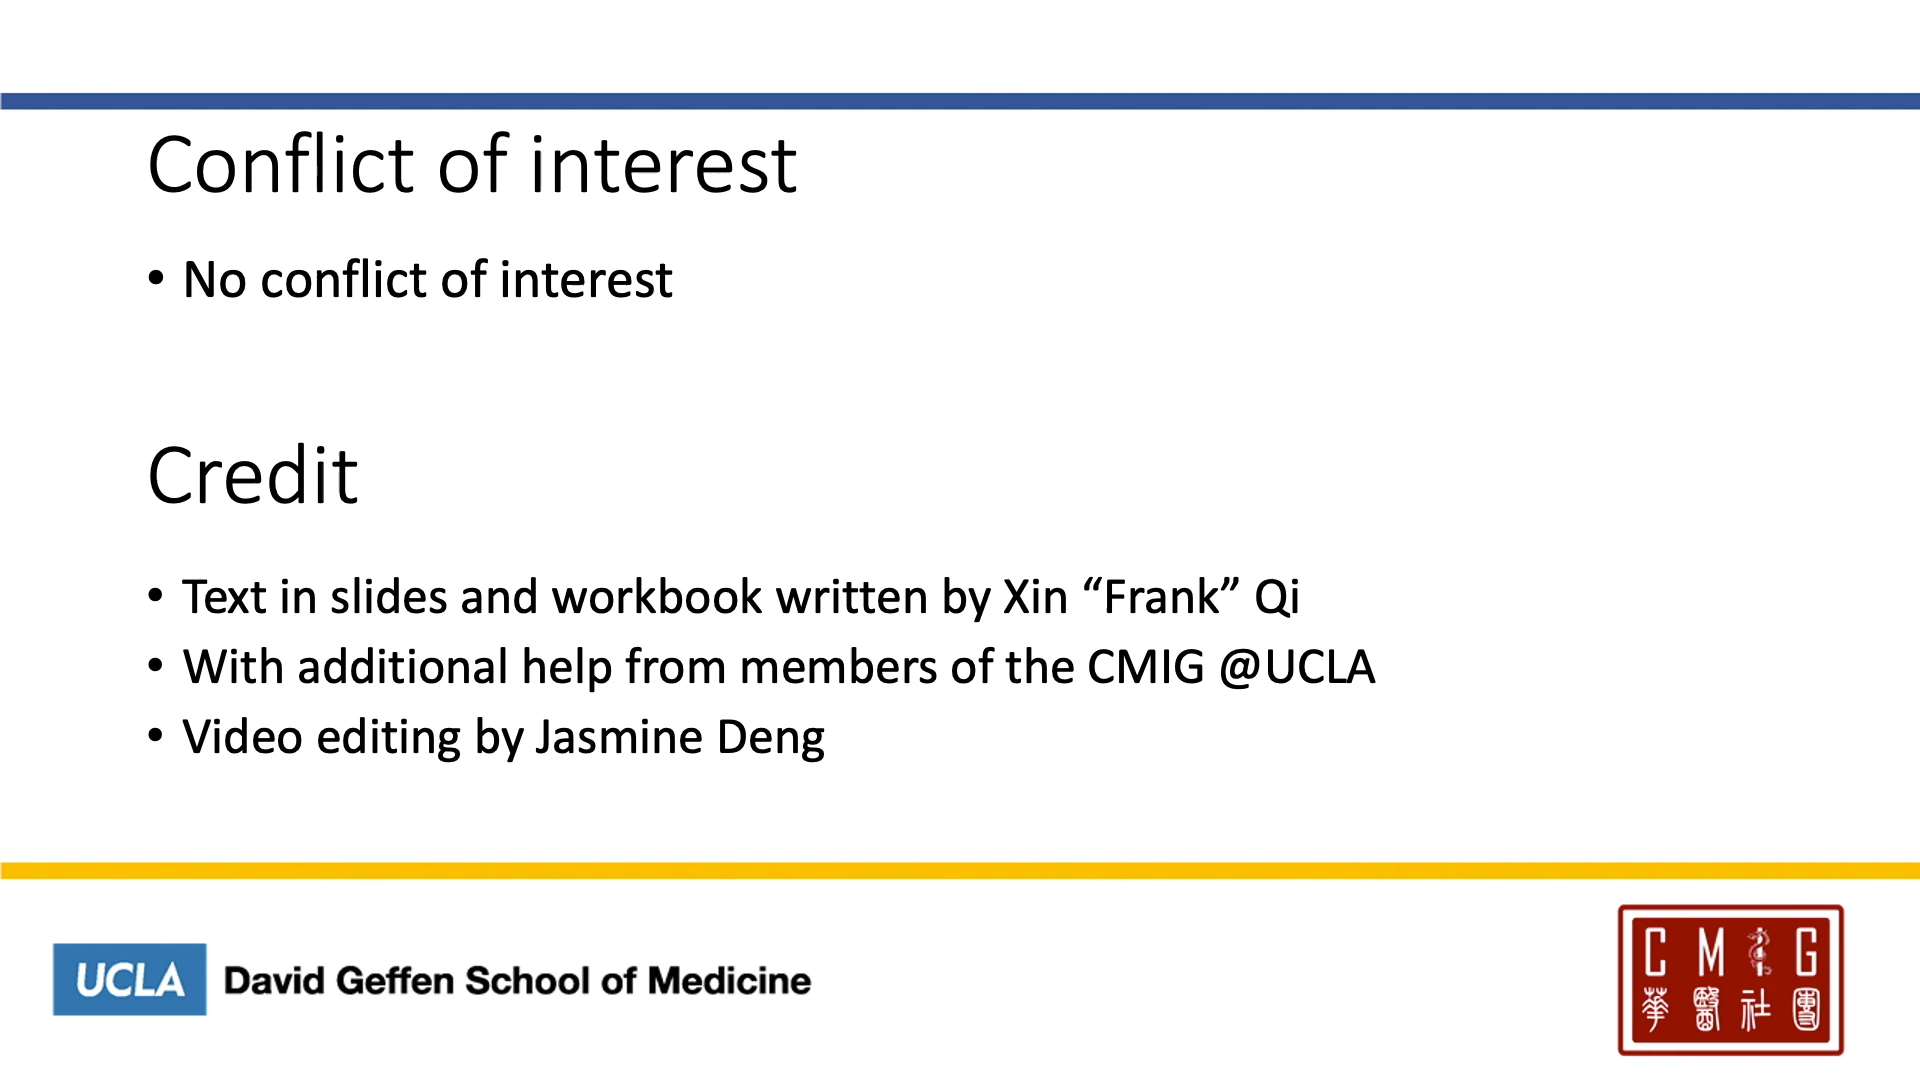 Conflict of interest
• No conflict of interest
Credit
• Text in slides and workbook written by Xin “Frank” Qi
• With additional help from members of the CMIG @UCLA
• Video editing by Jasmine Deng
UCLA David Geffen School of Medicine
CMIG
華醫社團